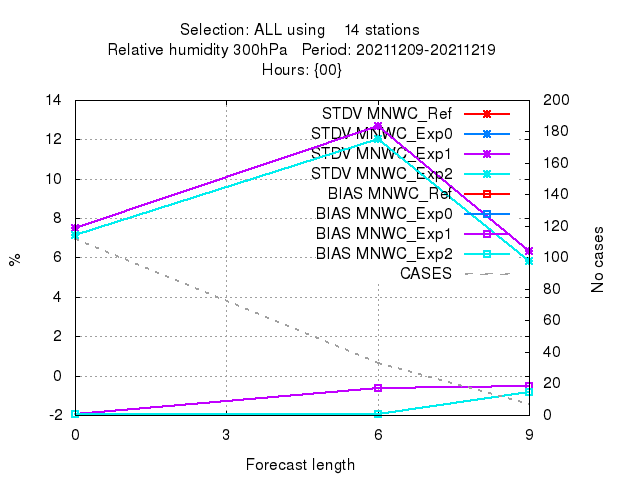 Selection: ALL using 14 stations
Relative humidity 300hPa Period: 20211209-20211219
Hours: {00}
14 200
12 180
10 160
8 140
6 120
4 100
2 80
0 60
-2 40
20
0
STDV MNWC_Ref
STDV MNWC_Exp0
STDV MNWC_Exp1
STDV MNWC_Exp2
BIAS MNWC_Ref
BIAS MNWC_Exp0
BIAS MNWC_Exp1
BIAS MNWC_Exp2
CASES
%
No cases
0 3 6 9
Forecast length